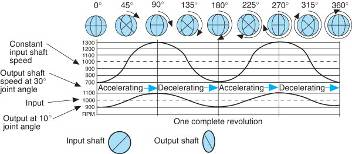 0° 45° 90° 135° 180° 225° 270° 315° 360°
Constant
input shaft
speed
1300
1200
1100
1000
900
800
700
Output shaft
speed at 30°
joint angle
Accelerating Decelerating Accelerating Decelerating
Input
1100
1000
900
RPM
Output at 10°
joint angle
One complete revolution
Input shaft
Output shaft